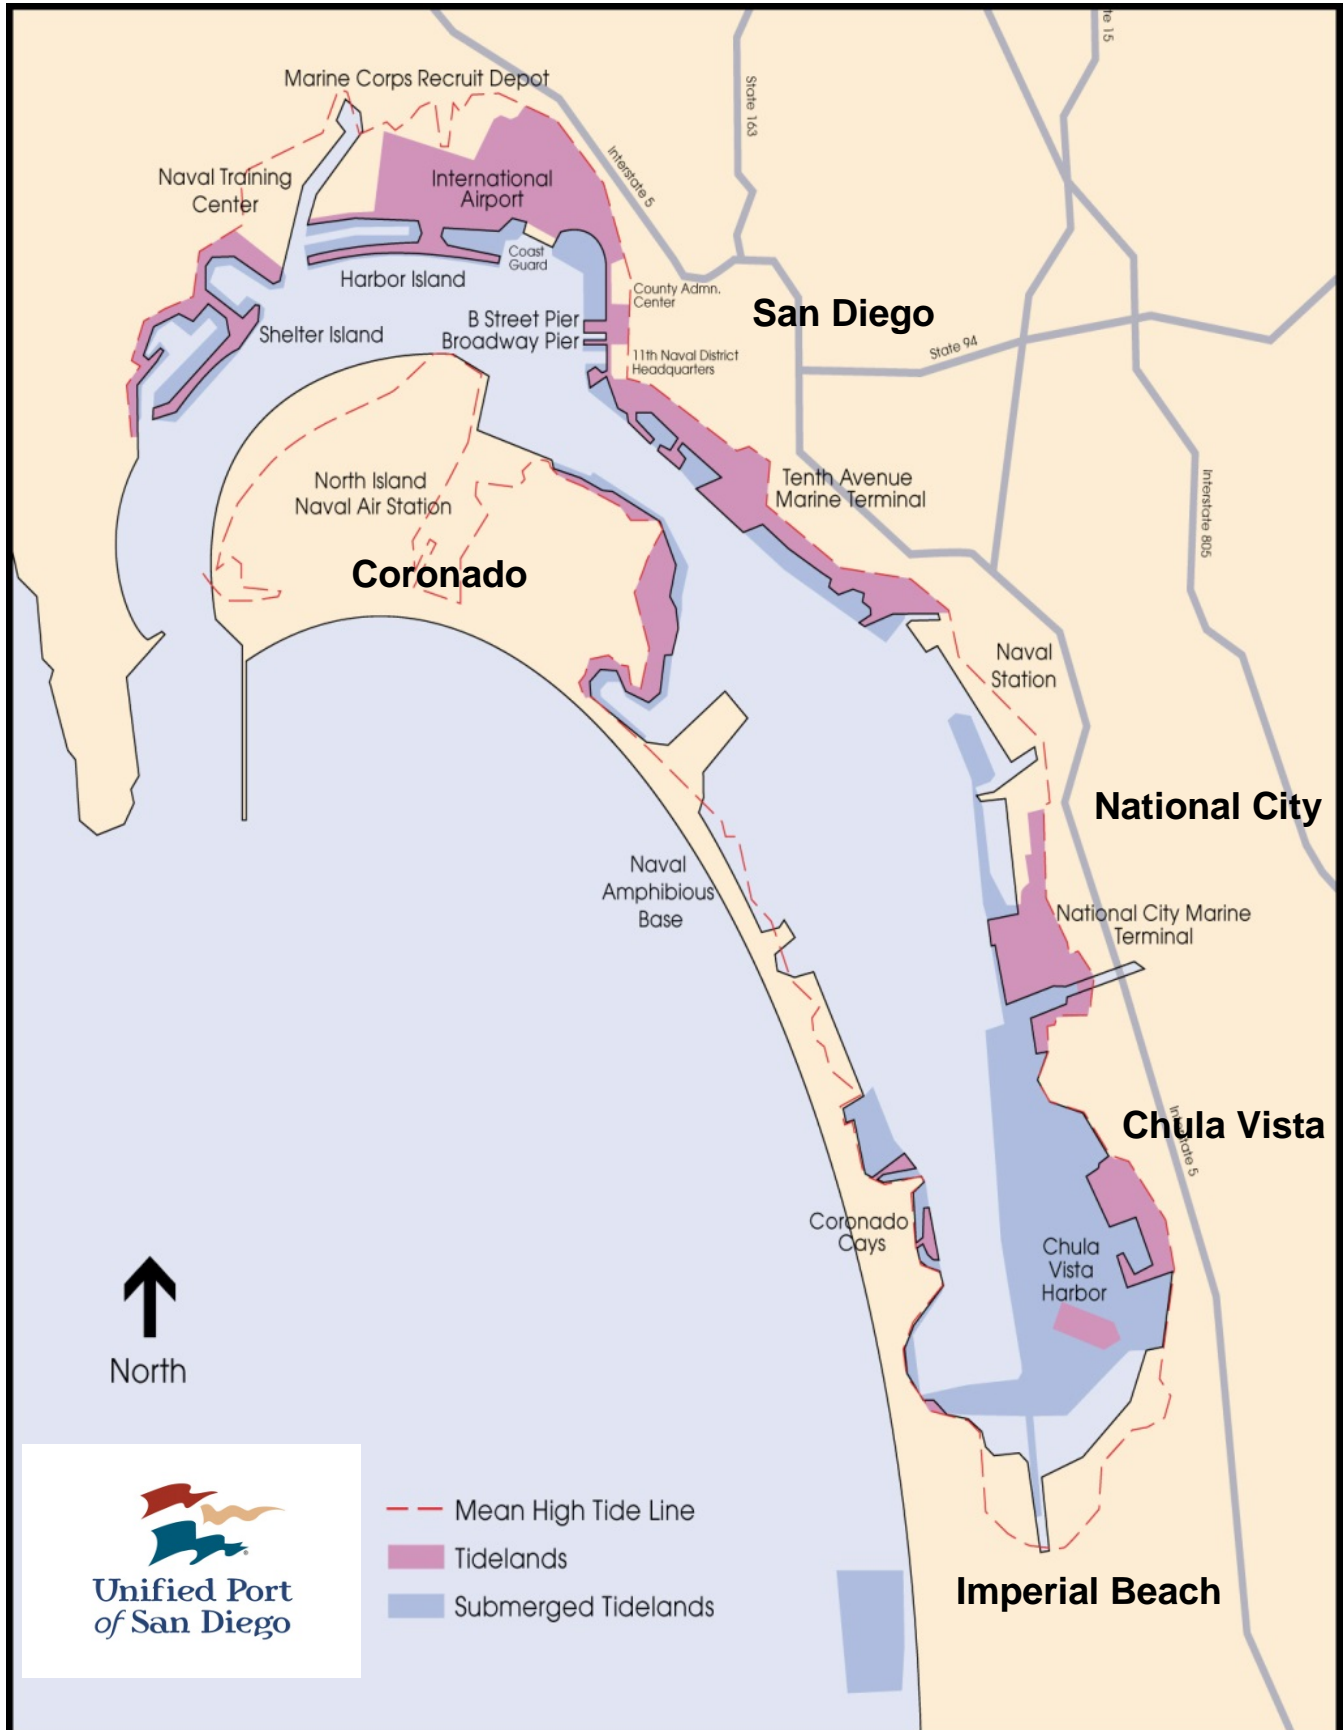 Marine Corps Recruit Depot
State 163
te 15
Interstate 5
Naval Training
Center
International
Airport
Coast
Guard
Harbor Island
County Admn.
Center
San Diego
B Street Pier
Broadway Pier
Shelter Island
11th Naval District
Headquarters
State 94
North Island
Naval Air Station
Tenth Avenue
Marine Terminal
Interstate 805
Coronado
Naval
Station
National City
Naval
Amphibious
Base
National City Marine
Terminal
Chula Vista
Interstate 5
Coronado
Cays
Chula
Vista
Harbor
North
Mean High Tide Line
Tidelands
Submerged Tidelands
Unified Port
of San Diego
Imperial Beach